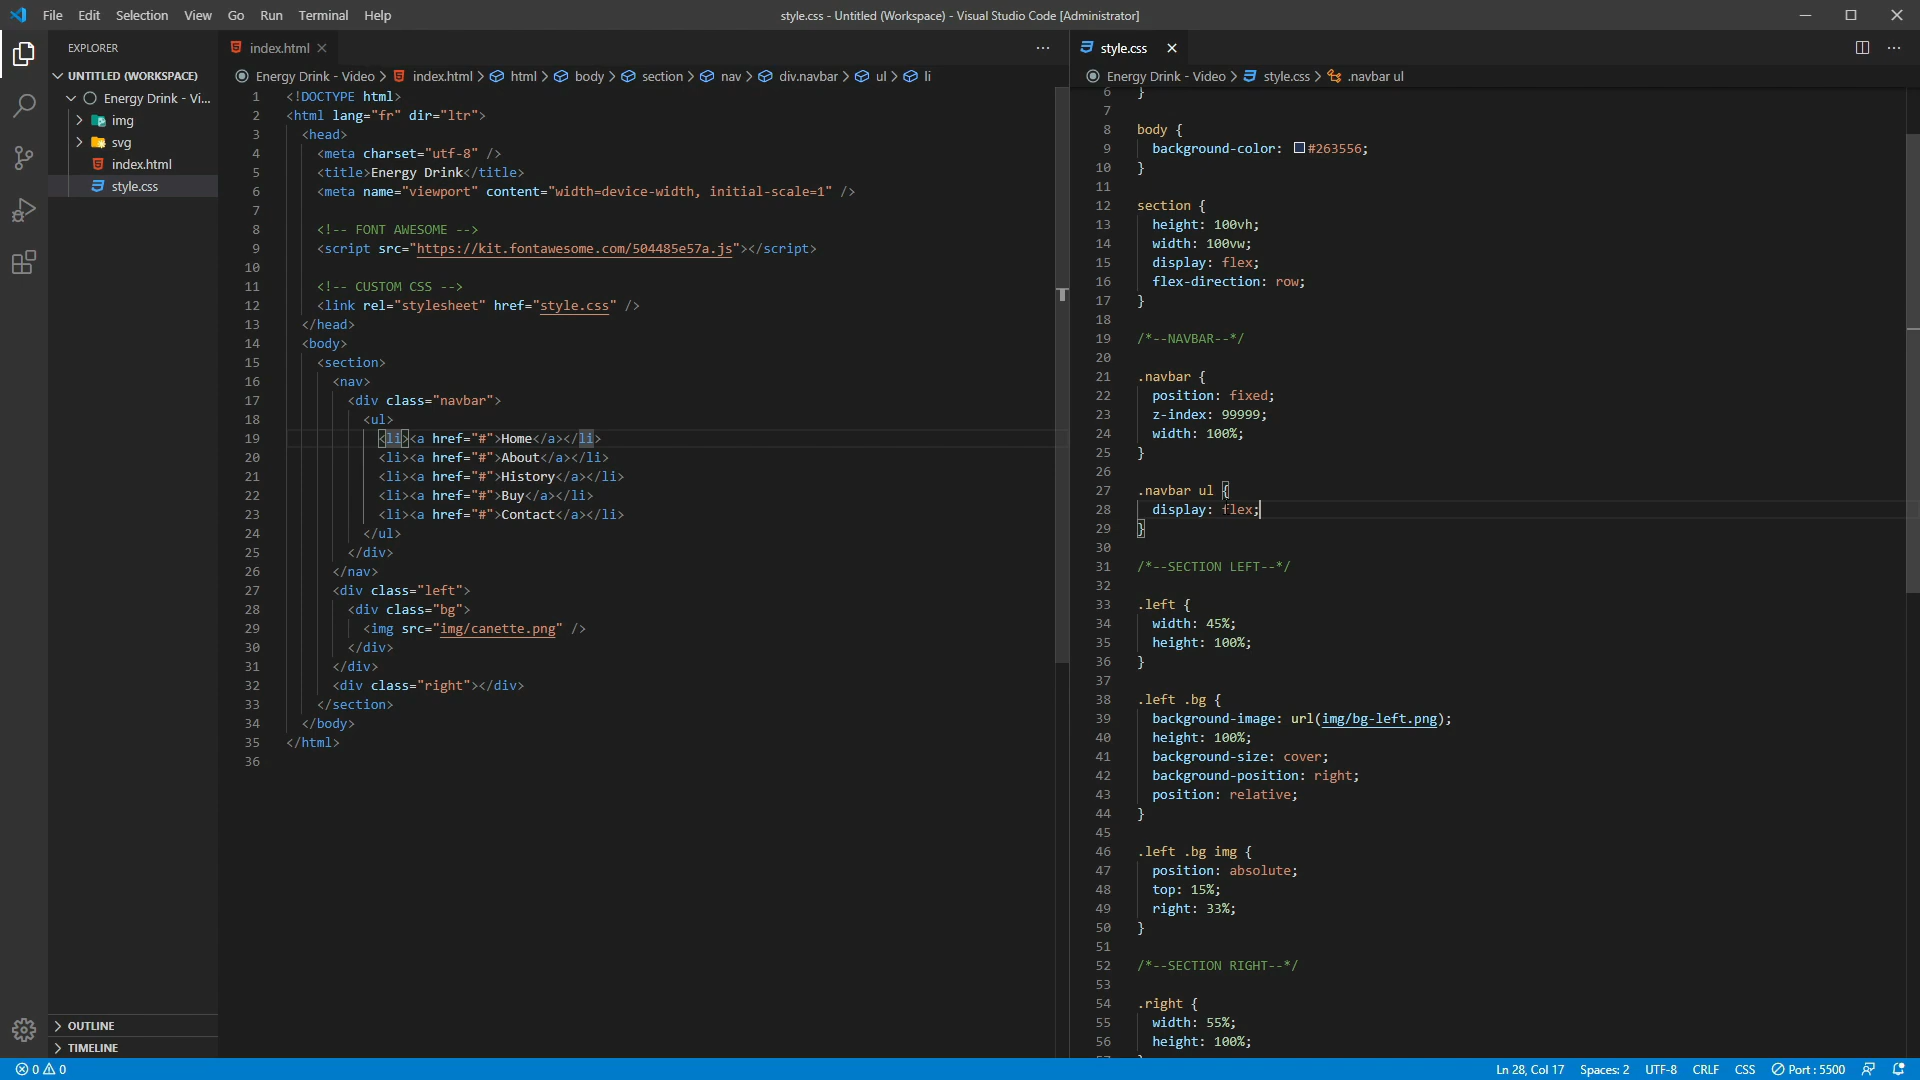 File Edit Selection View Go Run Terminal Help
style.css - Untitled (Workspace) - Visual Studio Code [Administrator]
EXPLORER
UNTITLED (WORKSPACE)
Energy Drink - Vi...
img
svg
index.html
style.css
OUTLINE
TIMELINE
index.html
Energy Drink - Video > index.html > html > body > section > nav > div.navbar > ul > li
1 <!DOCTYPE html>
2 <html lang="fr" dir="ltr">
3 <head>
4 <meta charset="utf-8" />
5 <title>Energy Drink</title>
6 <meta name="viewport" content="width=device-width, initial-scale=1" />
7
8 <!-- FONT AWESOME -->
9 <script src="https://kit.fontawesome.com/504485e57a.js"></script>
10
11 <!-- CUSTOM CSS -->
12 <link rel="stylesheet" href="style.css" />
13 </head>
14 <body>
15 <section>
16 <nav>
17 <div class="navbar">
18 <ul>
19 <li><a href="#">Home</a></li>
20 <li><a href="#">About</a></li>
21 <li><a href="#">History</a></li>
22 <li><a href="#">Buy</a></li>
23 <li><a href="#">Contact</a></li>
24 </ul>
25 </div>
26 </nav>
27 <div class="left">
28 <div class="bg">
29 <img src="img/canette.png" />
30 </div>
31 </div>
32 <div class="right"></div>
33 </section>
34 </body>
35 </html>
36
style.css
Energy Drink - Video > style.css > .navbar ul
6 }
7
8 body {
9 background-color: #263556;
10 }
11
12 section {
13 height: 100vh;
14 width: 100vw;
15 display: flex;
16 flex-direction: row;
17 }
18
19 /*--NAVBAR--*/
20
21 .navbar {
22 position: fixed;
23 z-index: 99999;
24 width: 100%;
25 }
26
27 .navbar ul {
28 display: flex;
29 }
30
31 /*--SECTION LEFT--*/
32
33 .left {
34 width: 45%;
35 height: 100%;
36 }
37
38 .left .bg {
39 background-image: url(img/bg-left.png);
40 height: 100%;
41 background-size: cover;
42 background-position: right;
43 position: relative;
44 }
45
46 .left .bg img {
47 position: absolute;
48 top: 15%;
49 right: 33%;
50 }
51
52 /*--SECTION RIGHT--*/
53
54 .right {
55 width: 55%;
56 height: 100%;
0 0
Ln 28, Col 17 Spaces: 2 UTF-8 CRLF CSS Port : 5500